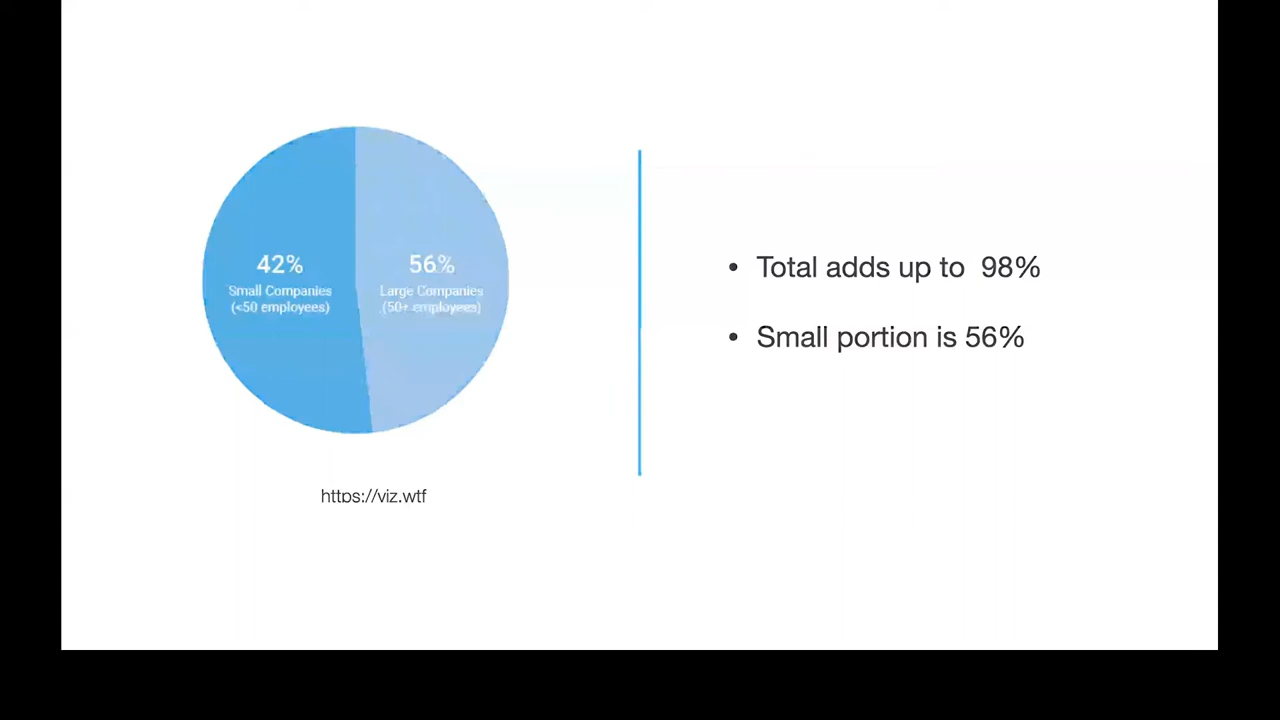 42%
Small Companies
(<50 employees)
56%
Large Companies
(50+ employees)
https://viz.wtf
• Total adds up to 98%
• Small portion is 56%